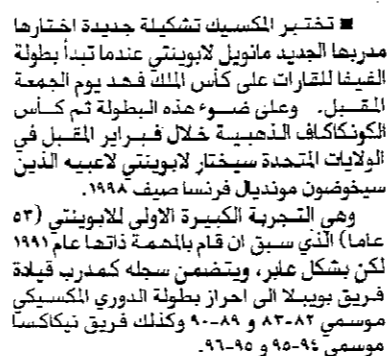 ■ تختبر المكسيك تشكيلة جديدة اختارها
مدربها الجديد مانويل لابوينتي عندما تبدأ بطولة
الفيفا للقارات على كأس الملك فهد يوم الجمعة
المقبل. وعلى ضوء هذه البطولة ثم كأس
الكونكاكاف الذهبية خلال فبراير المقبل في
الولايات المتحدة سيختار لابوينتي لاعبيه الذين
سيخوضون مونديال فرنسا صيف ١٩٩٨.
وهي التجربة الكبيرة الاولى للابوينتي (٥٣
عاما) الذي سبق ان قام بالمهمة ذاتها عام ١٩٩١
لكن بشكل عابر، ويتضمن سجله كمدرب قيادة
فريق بويبلا الى احراز بطولة الدوري المكسيكي
موسمي ٨٢-٨٣ و ٨٩-٩٠ وكذلك فريق نيكاكسا
موسمي ٩٤-٩٥ و ٩٥-٩٦.